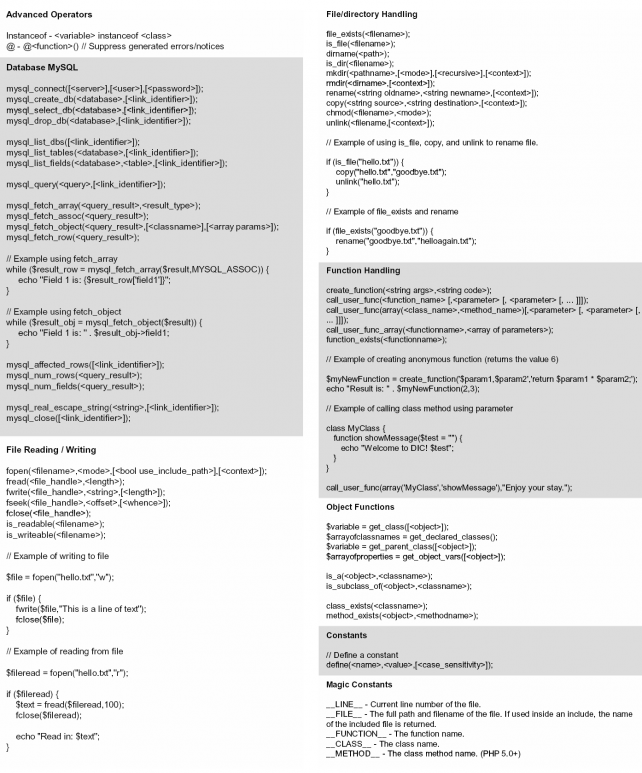 Advanced Operators
Instanceof - <variable> instanceof <class>
@ - @<function>() // Suppress generated errors/notices
Database MySQL
mysql_connect([<server>],[<user>],[<password>]);
mysql_create_db(<database>,[<link_identifier>]);
mysql_select_db(<database>,[<link_identifier>]);
mysql_drop_db(<database>,[<link_identifier>]);
mysql_list_dbs([<link_identifier>]);
mysql_list_tables(<database>,[<link_identifier>]);
mysql_list_fields(<database>,<table>,[<link_identifier>]);
mysql_query(<query>,[<link_identifier>]);
mysql_fetch_array(<query_result>,<result_type>);
mysql_fetch_assoc(<query_result>);
mysql_fetch_object(<query_result>,[<classname>],[<array params>]);
mysql_fetch_row(<query_result>);
// Example using fetch_array
while ($result_row = mysql_fetch_array($result,MYSQL_ASSOC)) {
echo "Field 1 is: {$result_row['field1']}";
}
// Example using fetch_object
while ($result_obj = mysql_fetch_object($result)) {
echo "Field 1 is: " . $result_obj->field1;
}
mysql_affected_rows([<link_identifier>]);
mysql_num_rows(<query_result>);
mysql_num_fields(<query_result>);
mysql_real_escape_string(<string>,[<link_identifier>]);
mysql_close([<link_identifier>]);
File Reading / Writing
fopen(<filename>,<mode>,[<bool use_include_path>],[<context>]);
fread(<file_handle>,<length>);
fwrite(<file_handle>,<string>,[<length>]);
fseek(<file_handle>,<offset>,[<whence>]);
fclose(<file_handle>);
is_readable(<filename>);
is_writeable(<filename>);
// Example of writing to file
$file = fopen("hello.txt","w");
if ($file) {
fwrite($file,"This is a line of text");
fclose($file);
}
// Example of reading from file
$fileread = fopen("hello.txt","r");
if ($fileread) {
$text = fread($fileread,100);
fclose($fileread);
echo "Read in: $text";
}
File/directory Handling
file_exists(<filename>);
is_file(<filename>);
dirname(<path>);
is_dir(<filename>);
mkdir(<pathname>,[<mode>],[<recursive>],[<context>]);
rmdir(<dirname>,[<context>]);
rename(<string oldname>,<string newname>,[<context>]);
copy(<string source>,<string destination>,[<context>]);
chmod(<filename>,<mode>);
unlink(<filename,[<context>]);
// Example of using is_file, copy, and unlink to rename file.
if (is_file("hello.txt")) {
copy("hello.txt","goodbye.txt");
unlink("hello.txt");
}
// Example of file_exists and rename
if (file_exists("goodbye.txt")) {
rename("goodbye.txt","helloagain.txt");
}
Function Handling
create_function(<string args>,<string code>);
call_user_func(<function_name> [,<parameter> [, <parameter> [, ... ]]]);
call_user_func(array(<class_name>,<method_name>)[,<parameter> [, <parameter> [,
... ]]]);
call_user_func_array(<functionname>,<array of parameters>);
function_exists(<functionname>);
// Example of creating anonymous function (returns the value 6)
$myNewFunction = create_function('$param1,$param2','return $param1 * $param2;');
echo "Result is: " . $myNewFunction(2,3);
// Example of calling class method using parameter
class MyClass {
function showMessage($test = "") {
echo "Welcome to DIC! $test";
}
}
call_user_func(array('MyClass','showMessage'),"Enjoy your stay.");
Object Functions
$variable = get_class([<object>]);
$arrayofclassnames = get_declared_classes();
$variable = get_parent_class([<object>]);
$arrayofproperties = get_object_vars([<object>]);
is_a(<object>,<classname>);
is_subclass_of(<object>,<classname>);
class_exists(<classname>);
method_exists(<object>,<methodname>);
Constants
// Define a constant
define(<name>,<value>,[<case_sensitivity>]);
Magic Constants
__LINE__ - Current line number of the file.
__FILE__ - The full path and filename of the file. If used inside an include, the name
of the included file is returned.
__FUNCTION__ - The function name.
__CLASS__ - The class name.
__METHOD__ - The class method name. (PHP 5.0+)